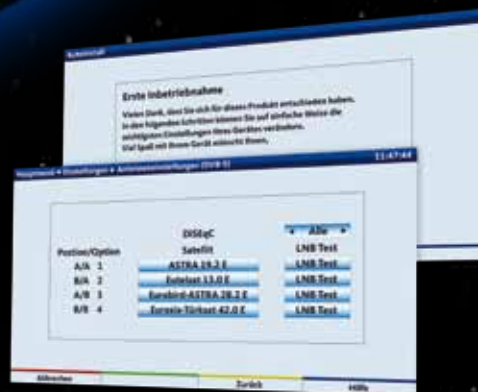 Erste Inbetriebnahme
Vielen Dank, dass Sie sich für dieses Produkt entschieden haben.
In den folgenden Schritten können Sie auf einfache Weise die
wichtigsten Einstellungen Ihres Gerätes verändern.
Viel Spaß mit Ihrem Gerät wünscht Ihnen,
Hauptmenü • Einstellungen • Antenneneinstellungen (DVB-S)
11:47:44
DiSEqC
Alle
Position/Option
Satellit
LNB Test
A/A 1
ASTRA 19.2 E
LNB Test
B/A 2
Eutelsat 13.0 E
LNB Test
A/B 3
Eurobird-ASTRA 28.2 E
LNB Test
B/B 4
Eurasia-Türksat 42.0 E
LNB Test
Abbrechen
Zurück
Hilfe